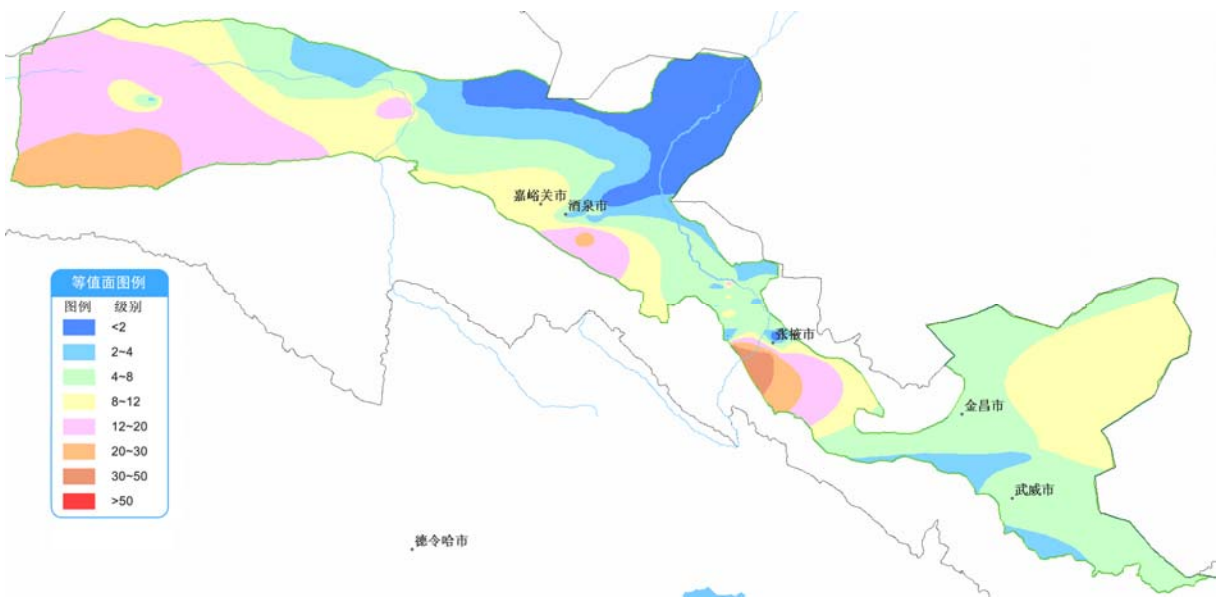 嘉峪关市
酒泉市
等值面图例
图例 级别
<2
2~4
4~8
8~12
12~20
20~30
30~50
>50
张掖市
金昌市
武威市
德令哈市